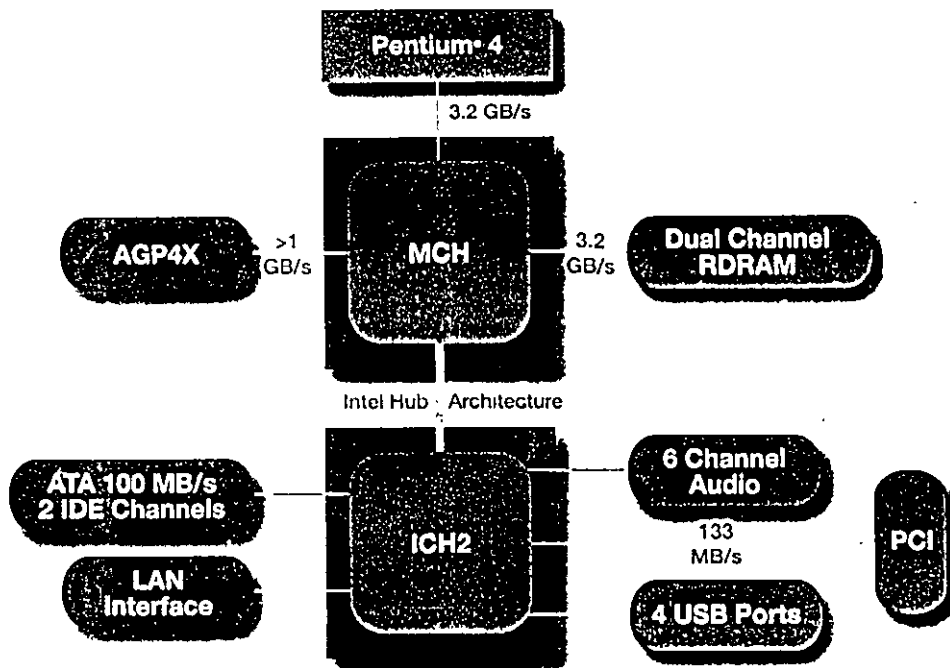 Pentium• 4
3.2 GB/s
AGP4X
>1
GB/s
MCH
3.2
GB/s
Dual Channel
RDRAM
Intel Hub Architecture
ATA 100 MB/s
2 IDE Channels
LAN
Interface
ICH2
6 Channel
Audio
133
MB/s
4 USB Ports
PCI